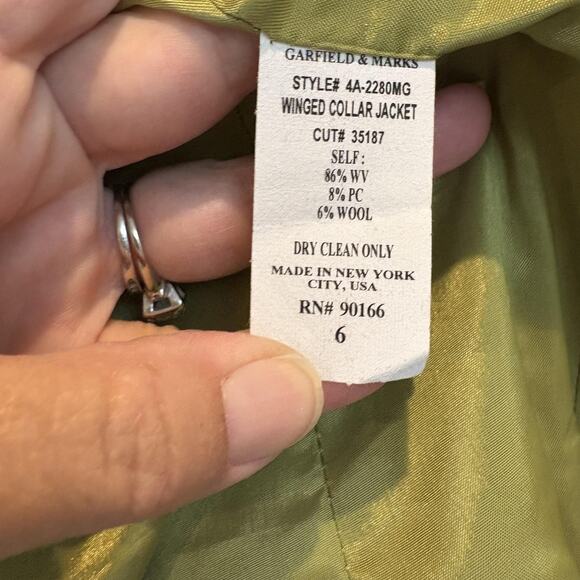 GARFIELD & MARKS
STYLE# 4A-2280MG
WINGED COLLAR JACKET
CUT# 35187
SELF:
86% WV
8% PC
6% WOOL
DRY CLEAN ONLY
MADE IN NEW YORK
CITY, USA
RN# 90166
6